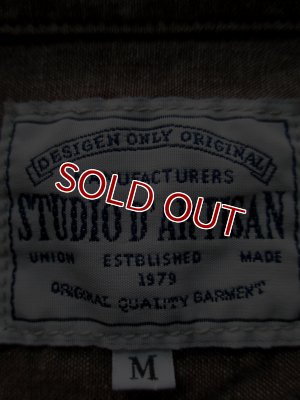 DESIGEN ONLY ORIGINAL
MANUFACTURERS
STUDIO D'ARTISAN
SOLD OUT
UNION ESTBLISHED MADE
1979
ORIGINAL QUALITY GARMENT
M